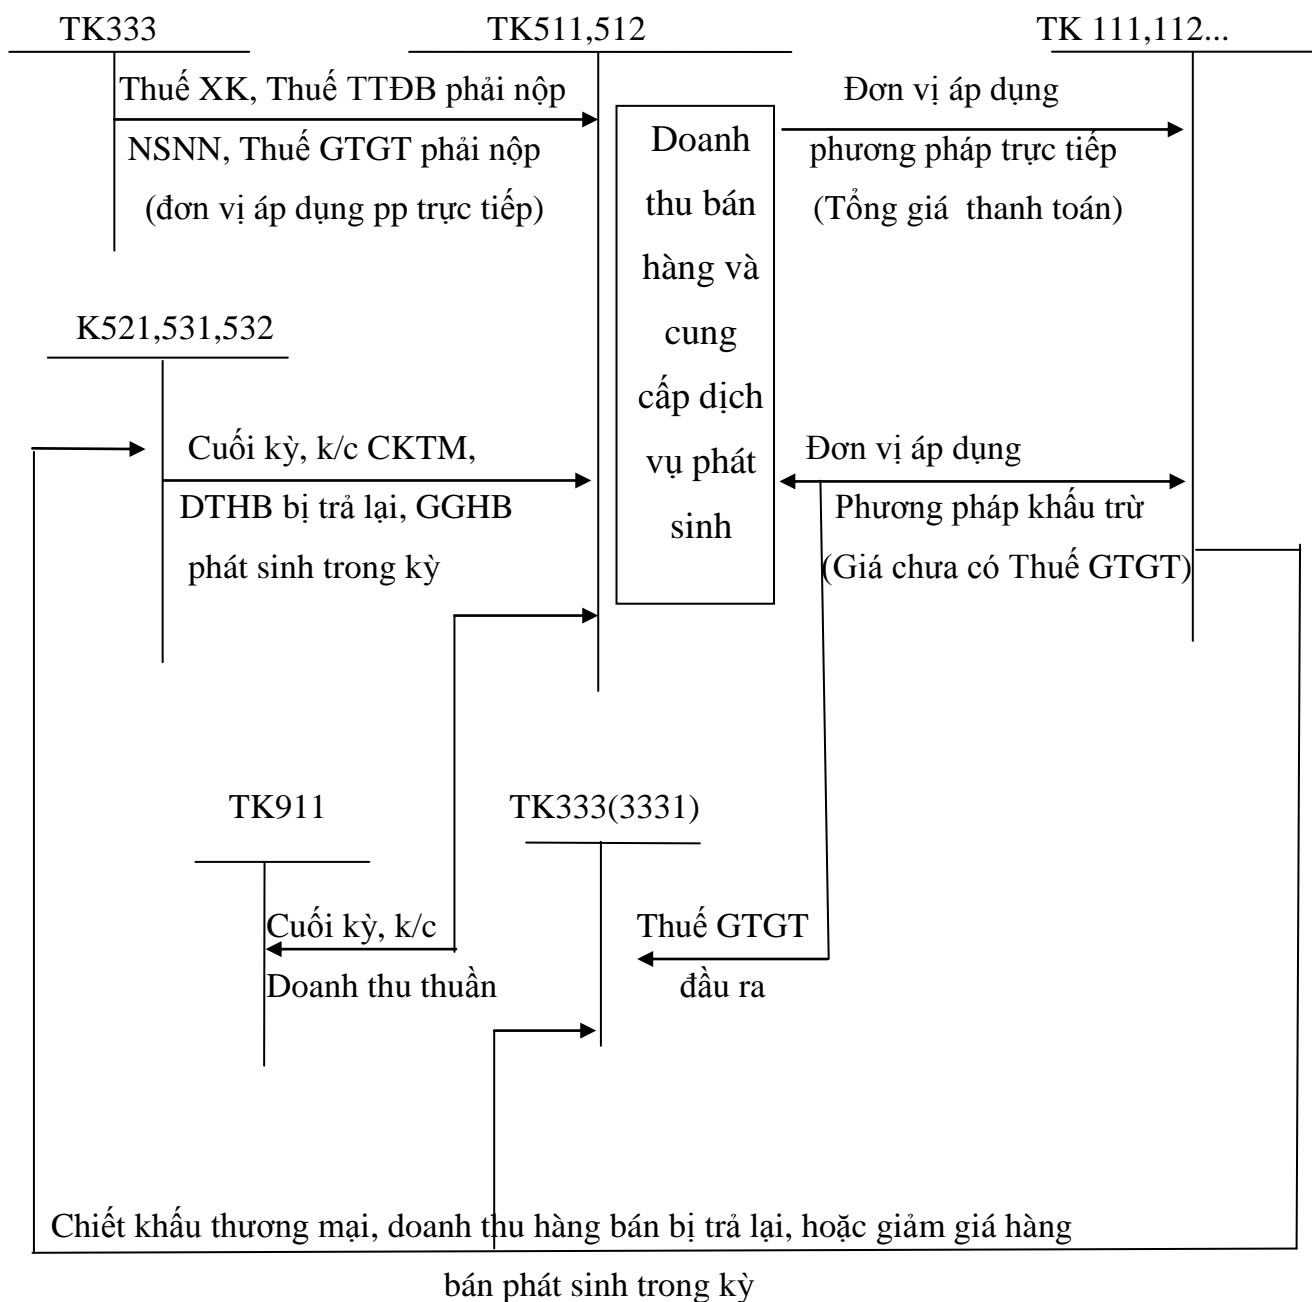 TK333
TK511,512
TK 111,112...
Thuế XK, Thuế TTĐB phải nộp
NSNN, Thuế GTGT phải nộp
(đơn vị áp dụng pp trực tiếp)
Doanh
thu bán
hàng và
cung
cấp dịch
vụ phát
sinh
Đơn vị áp dụng
phương pháp trực tiếp
(Tổng giá thanh toán)
K521,531,532
Cuối kỳ, k/c CKTM,
DTHB bị trả lại, GGHB
phát sinh trong kỳ
Đơn vị áp dụng
Phương pháp khấu trừ
(Giá chưa có Thuế GTGT)
TK911
TK333(3331)
Cuối kỳ, k/c
Doanh thu thuần
Thuế GTGT
đầu ra
Chiết khấu thương mại, doanh thu hàng bán bị trả lại, hoặc giảm giá hàng
bán phát sinh trong kỳ